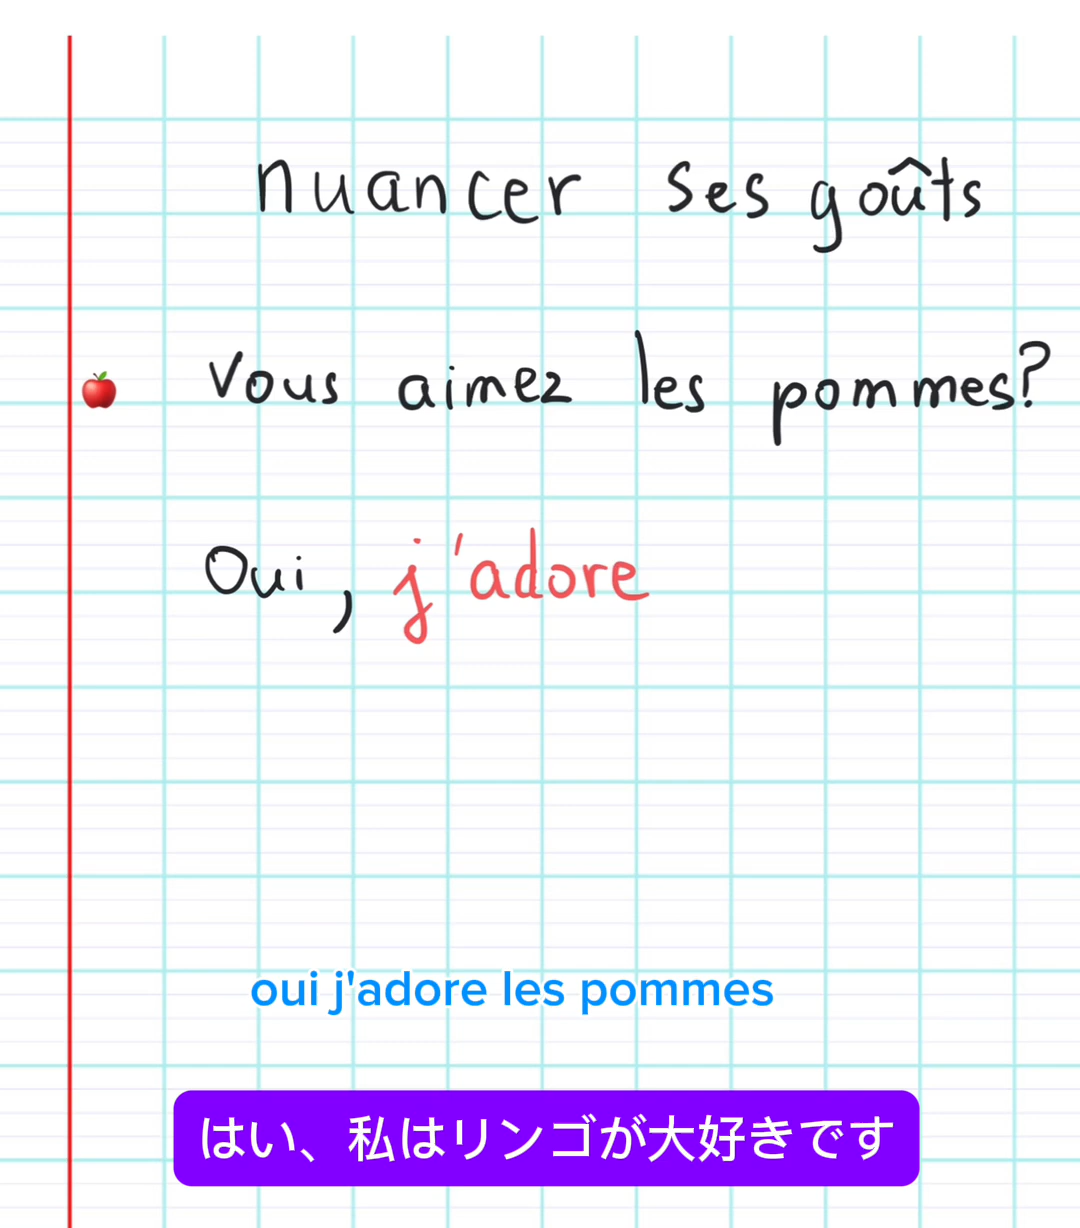 nuancer ses goûts
Vous aimez les pommes?
Oui, j'adore
oui j'adore les pommes
はい、私はリンゴが大好きです